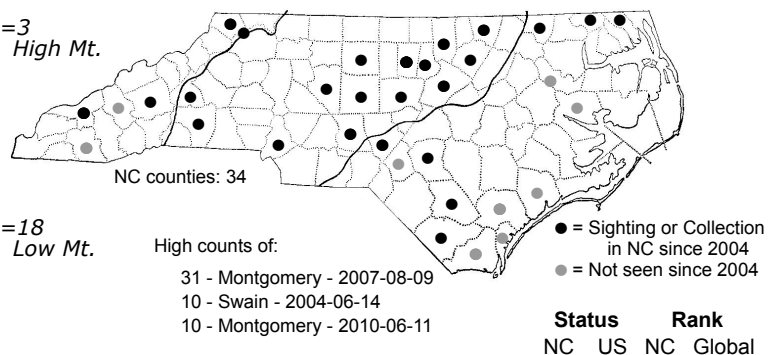 =3
High Mt.
NC counties: 34
=18
Low Mt.
High counts of:
31 - Montgomery - 2007-08-09
10 - Swain - 2004-06-14
10 - Montgomery - 2010-06-11
= Sighting or Collection
in NC since 2004
= Not seen since 2004
Status Rank
NC US NC Global